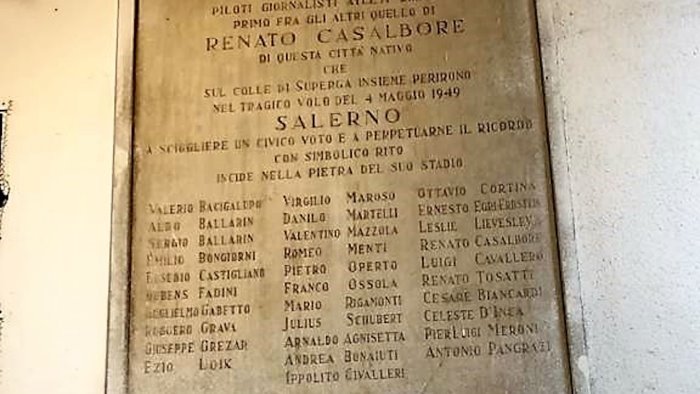 PILOTI GIORNALISTI ATLETI
PRIMO FRA GLI ALTRI QUELLO DI
RENATO CASALBORE
DI QUESTA CITTÀ NATIVO
CHE
SUL COLLE DI SUPERGA INSIEME PERIRONO
NEL TRAGICO VOLO DEL 4 MAGGIO 1949
SALERNO
A SCIOGLIERE UN CIVICO VOTO E A PERPETUARNE IL RICORDO
CON SIMBOLICO RITO
INCIDE NELLA PIETRA DEL SUO STADIO
VALERIO BACIGALUPO
ALDO BALLARIN
SERGIO BALLARIN
EMILIO BONGIORNI
EUSEBIO CASTIGLIANO
RUBENS FADINI
GUGLIELMO GABETTO
RUGGERO GRAVA
GIUSEPPE GREZAR
EZIO LOIK
VIRGILIO MAROSO
DANILO MARTELLI
VALENTINO MAZZOLA
ROMEO MENTI
PIETRO OPERTO
FRANCO OSSOLA
MARIO RIGAMONTI
JULIUS SCHUBERT
ARNALDO AGNISETTA
ANDREA BONAIUTI
IPPOLITO CIVALLERI
OTTAVIO CORTINA
ERNESTO EGRI-ERBSTEIN
LESLIE LIEVESLEY
RENATO CASALBORE
LUIGI CAVALLERO
RENATO TOSATTI
CESARE BIANCARDI
CELESTE D'INCA
PIERLUIGI MERONI
ANTONIO PANGRAZI